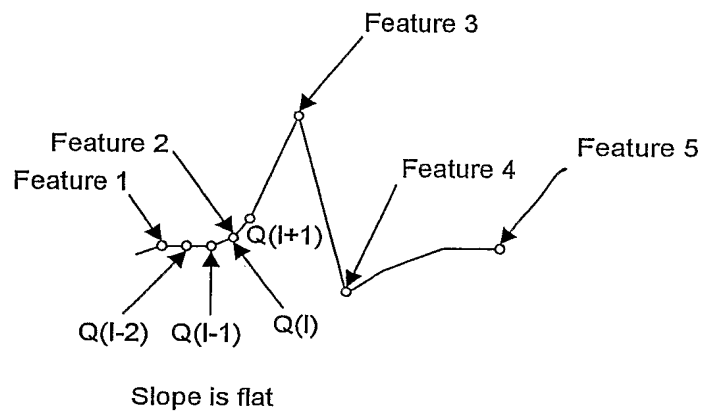 Feature 3
Feature 2
Feature 5
Feature 4
Feature 1
Q(I+1)
Q(I-2)
Q(I-1)
Q(I)
Slope is flat